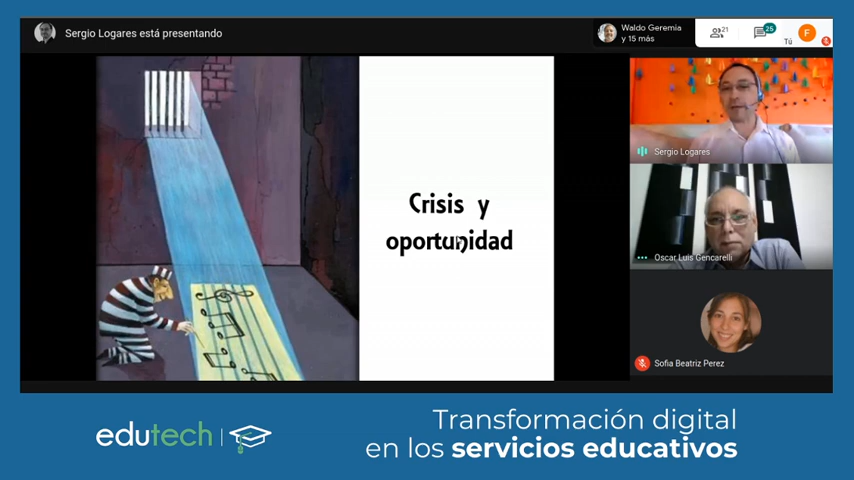 Sergio Logares está presentando
Waldo Geremia
y 15 más
21
25
Tú
F
Crisis y
oportunidad
Sergio Logares
Oscar Luis Gencarelli
Sofia Beatriz Perez
edutech
Transformación digital
en los servicios educativos